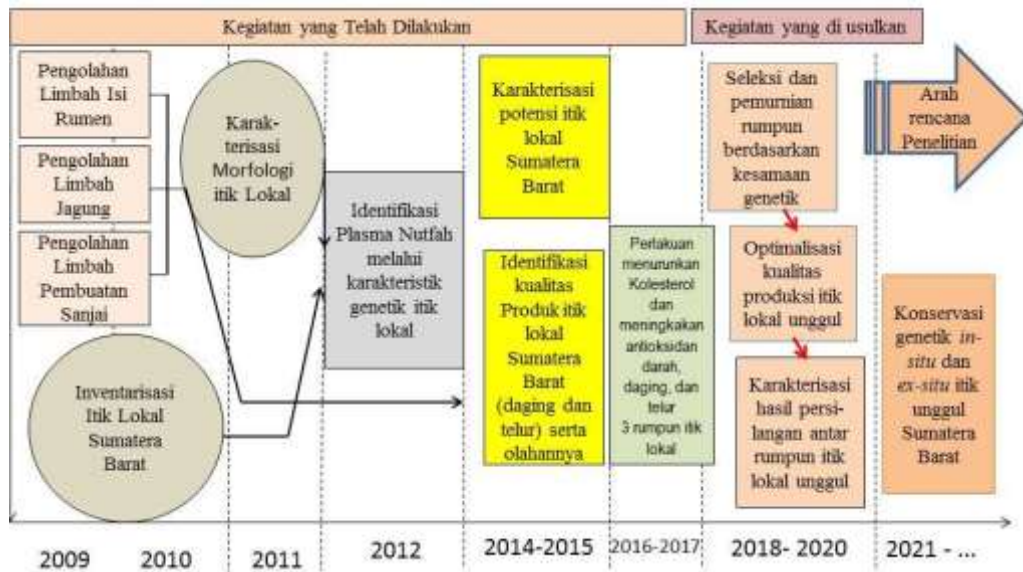 Kegiatan yang Telah Dilakukan
Kegiatan yang di usulkan
Pengolahan
Limbah Isi
Rumen
Pengolahan
Limbah
Jagung
Pengolahan
Limbah
Pembuatan
Sanjai
Inventarisasi
Itik Lokal
Sumatera
Barat
Karak-
terisasi
Morfologi
itik Lokal
Identifikasi
Plasma Nutfah
melalui
karakteristik
genetik itik
lokal
Karakterisasi
potensi itik
lokal
Sumatera
Barat
Identifikasi
kualitas
Produk itik
lokal
Sumatera
Barat
(daging dan
telur) serta
olahannya
Perlakuan
menurunkan
Kolesterol
dan
meningkakan
antioksidan
darah,
daging, dan
telur
3 rumpun itik
lokal
Seleksi dan
pemurnian
rumpun
berdasarkan
kesamaan
genetik
Optimalisasi
kualitas
produksi itik
lokal unggul
Karakterisasi
hasil persi-
langan antar
rumpun itik
lokal unggul
Arah
rencana
Penelitian
Konservasi
genetik in-
situ dan
ex-situ itik
unggul
Sumatera
Barat
2009
2010
2011
2012
2014-2015
2016-2017
2018- 2020
2021 - ...